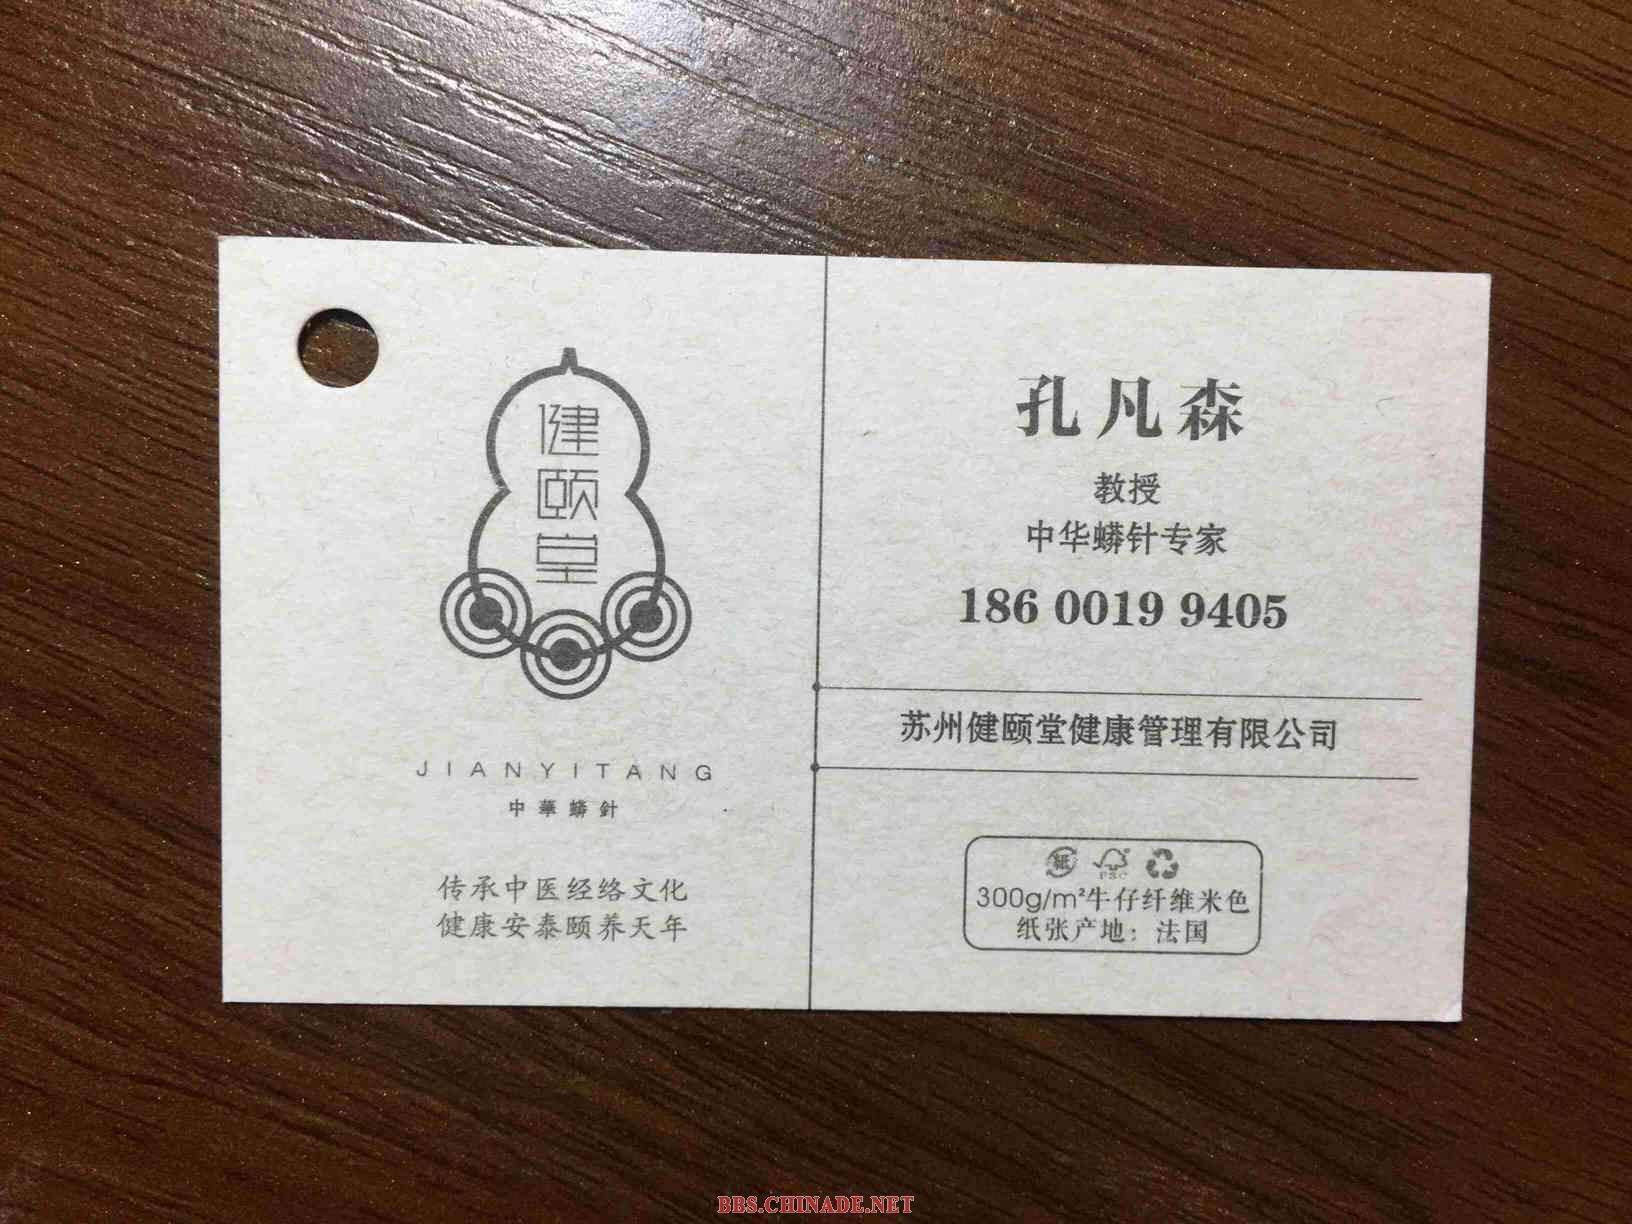 健
颐
堂
JIANYITANG
中華蟒針
传承中医经络文化
健康安泰颐养天年
孔凡森
教授
中华蟒针专家
186 0019 9405
苏州健颐堂健康管理有限公司
紙 FSC
300g/m²牛仔纤维米色
纸张产地：法国
BBS.CHINADE.NET